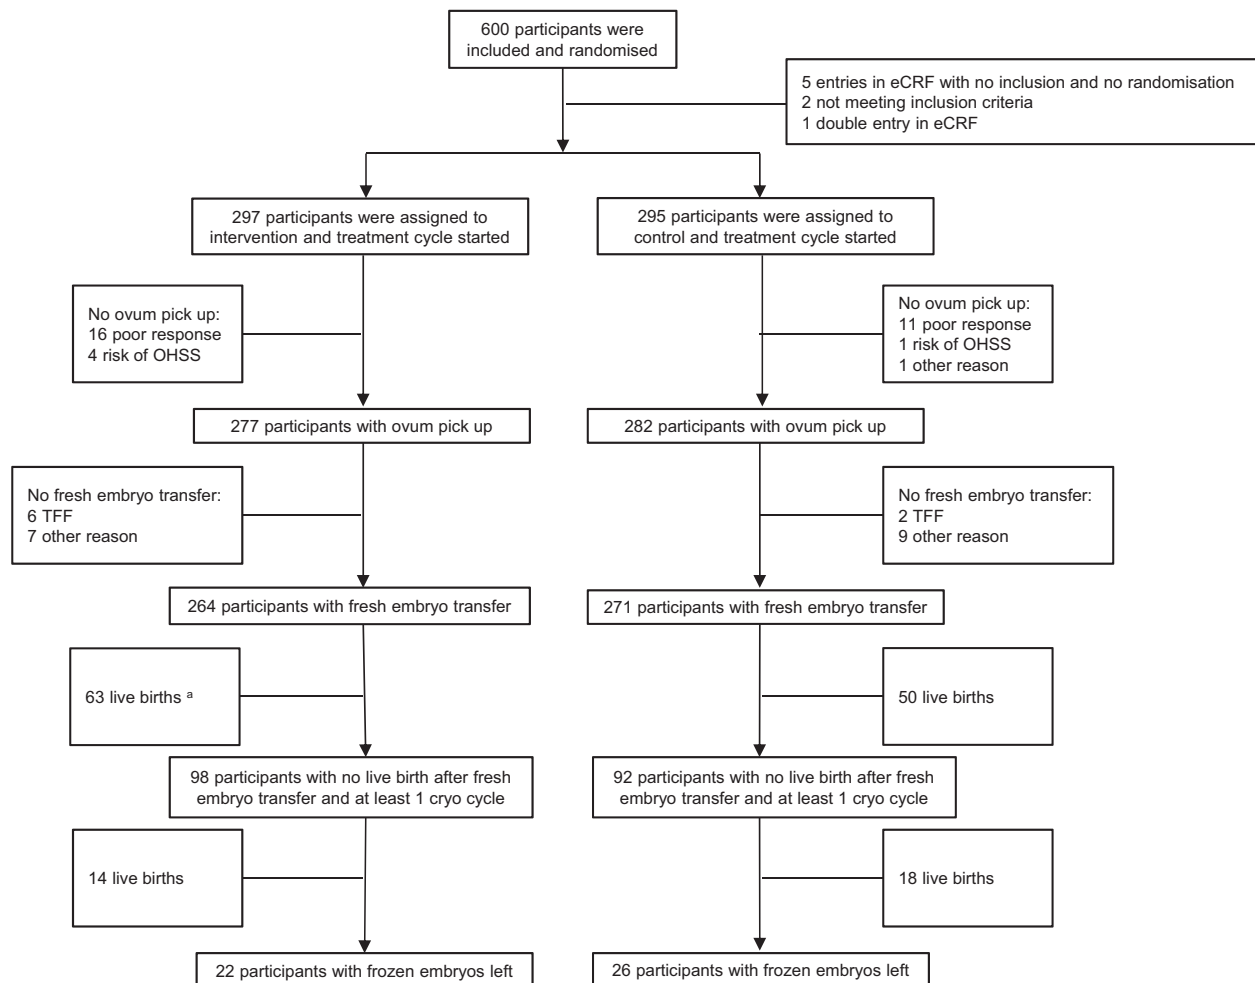 600 participants were
included and randomised
5 entries in eCRF with no inclusion and no randomisation
2 not meeting inclusion criteria
1 double entry in eCRF
297 participants were assigned to
intervention and treatment cycle started
295 participants were assigned to
control and treatment cycle started
No ovum pick up:
16 poor response
4 risk of OHSS
No ovum pick up:
11 poor response
1 risk of OHSS
1 other reason
277 participants with ovum pick up
282 participants with ovum pick up
No fresh embryo transfer:
6 TFF
7 other reason
No fresh embryo transfer:
2 TFF
9 other reason
264 participants with fresh embryo transfer
271 participants with fresh embryo transfer
63 live births ᵃ
50 live births
98 participants with no live birth after fresh
embryo transfer and at least 1 cryo cycle
92 participants with no live birth after fresh
embryo transfer and at least 1 cryo cycle
14 live births
18 live births
22 participants with frozen embryos left
26 participants with frozen embryos left